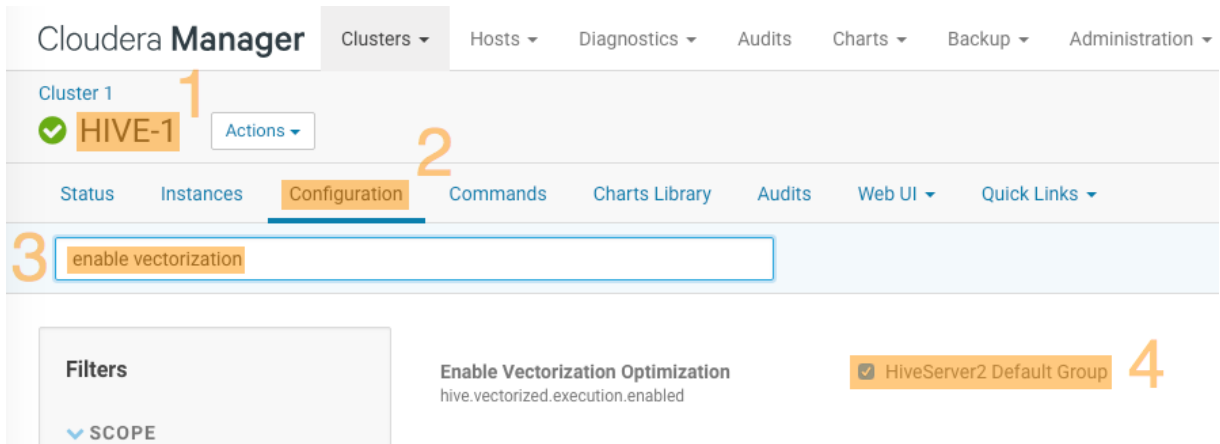 Cloudera Manager Clusters Hosts Diagnostics Audits Charts Backup Administration
Cluster 1 1
HIVE-1 Actions
2
Status Instances Configuration Commands Charts Library Audits Web UI Quick Links
3 enable vectorization
Filters
Enable Vectorization Optimization HiveServer2 Default Group 4
hive.vectorized.execution.enabled
SCOPE